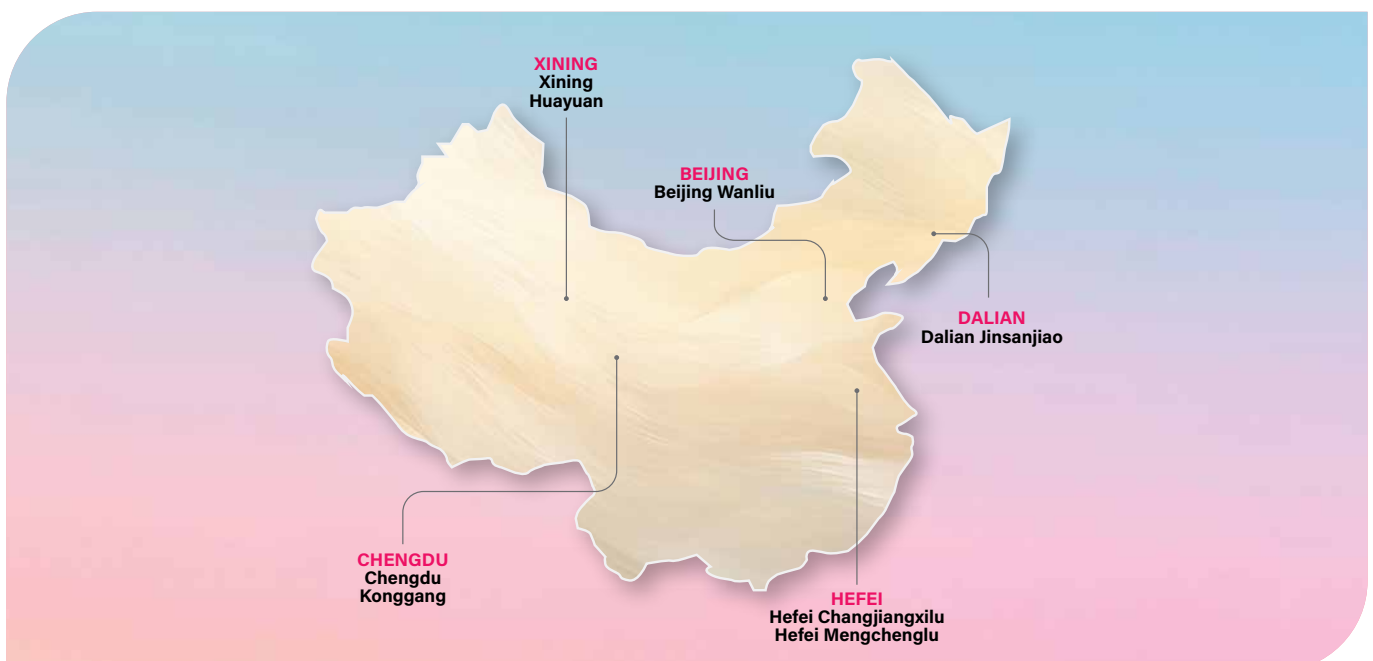 XINING
Xining
Huayuan
BEIJING
Beijing Wanliu
DALIAN
Dalian Jinsanjiao
CHENGDU
Chengdu
Konggang
HEFEI
Hefei Changjiangxilu
Hefei Mengchenglu